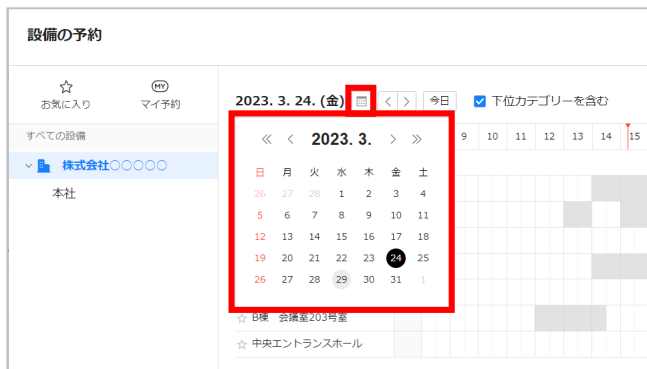 設備の予約
お気に入り
MY
マイ予約
2023. 3. 24. (金)
今日
下位カテゴリーを含む
すべての設備
株式会社○○○○○
本社
2023. 3.
9 10 11 12 13 14 15
日 月 火 水 木 金 土
26 27 28 1 2 3 4
5 6 7 8 9 10 11
12 13 14 15 16 17 18
19 20 21 22 23 24 25
26 27 28 29 30 31 1
B棟 会議室203号室
中央エントランスホール